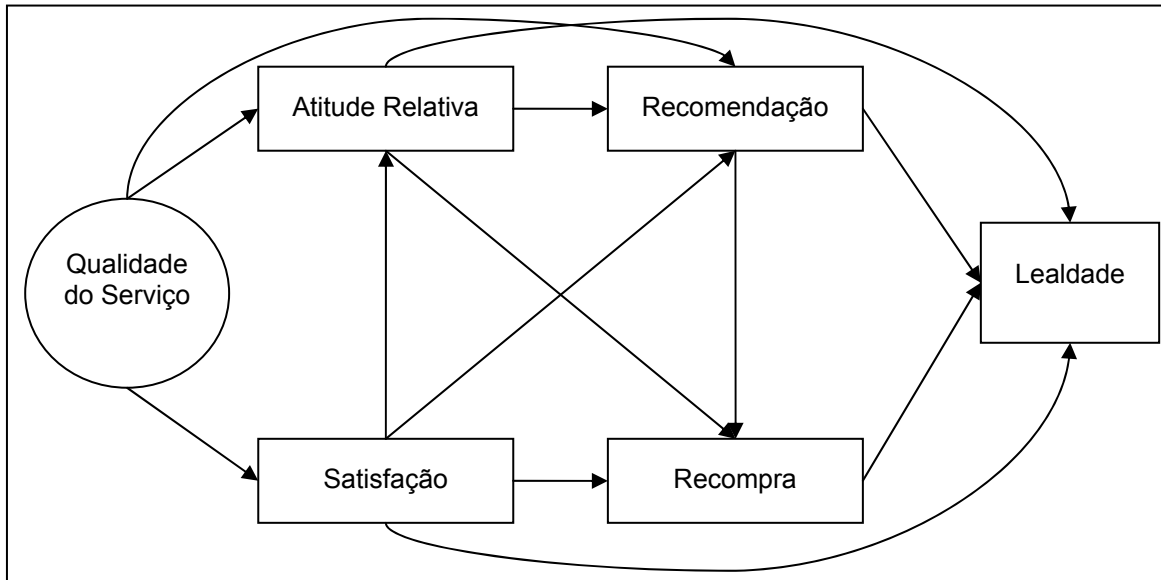 Atitude Relativa
Recomendação
Qualidade
do Serviço
Lealdade
Satisfação
Recompra